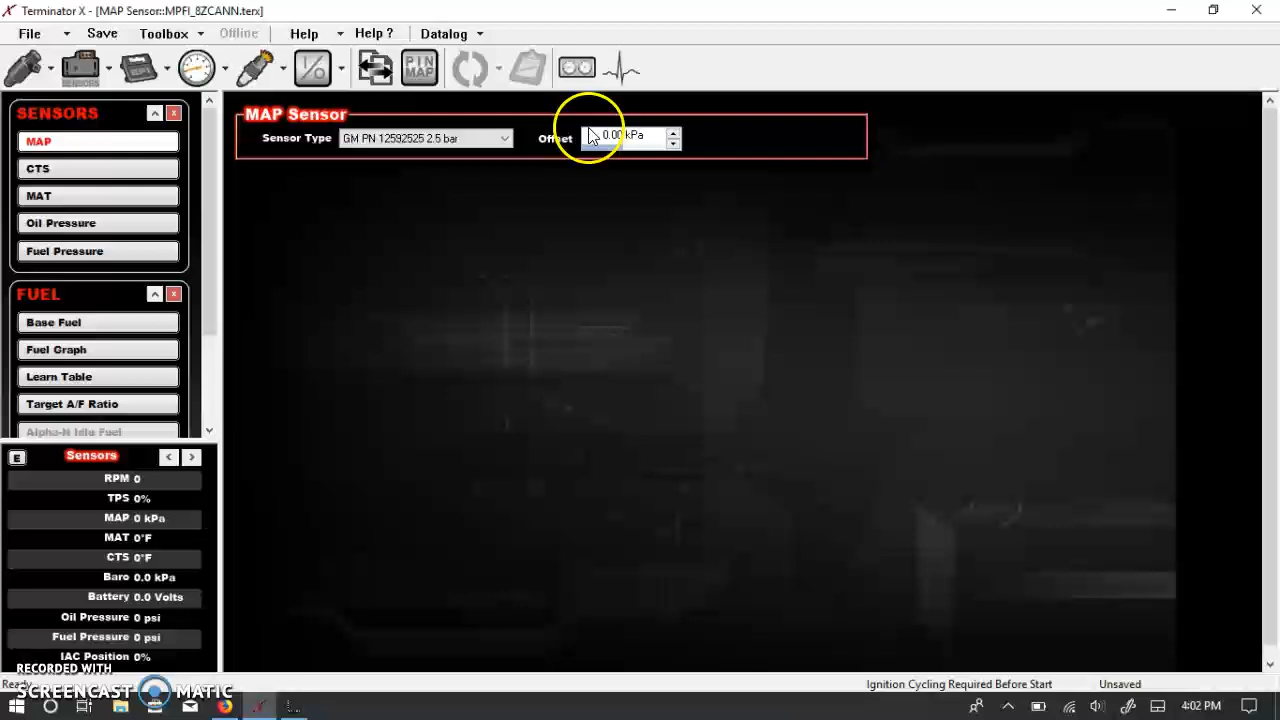 Terminator X - [MAP Sensor::MPFI_8ZCANN.terx]
File Save Toolbox Offline Help Help ? Datalog
SENSORS I/O PIN MAP
SENSORS
MAP
CTS
MAT
Oil Pressure
Fuel Pressure
FUEL
Base Fuel
Fuel Graph
Learn Table
Target A/F Ratio
Alpha-N Idle Fuel
MAP Sensor
Sensor Type GM PN 12592525 2.5 bar Offset 0.00 kPa
E Sensors < >
RPM 0
TPS 0%
MAP 0 kPa
MAT 0°F
CTS 0°F
Baro 0.0 kPa
Battery 0.0 Volts
Oil Pressure 0 psi
Fuel Pressure 0 psi
IAC Position 0%
RECORDED WITH
SCREENCAST MATIC
Ready
Ignition Cycling Required Before Start Unsaved
4:02 PM